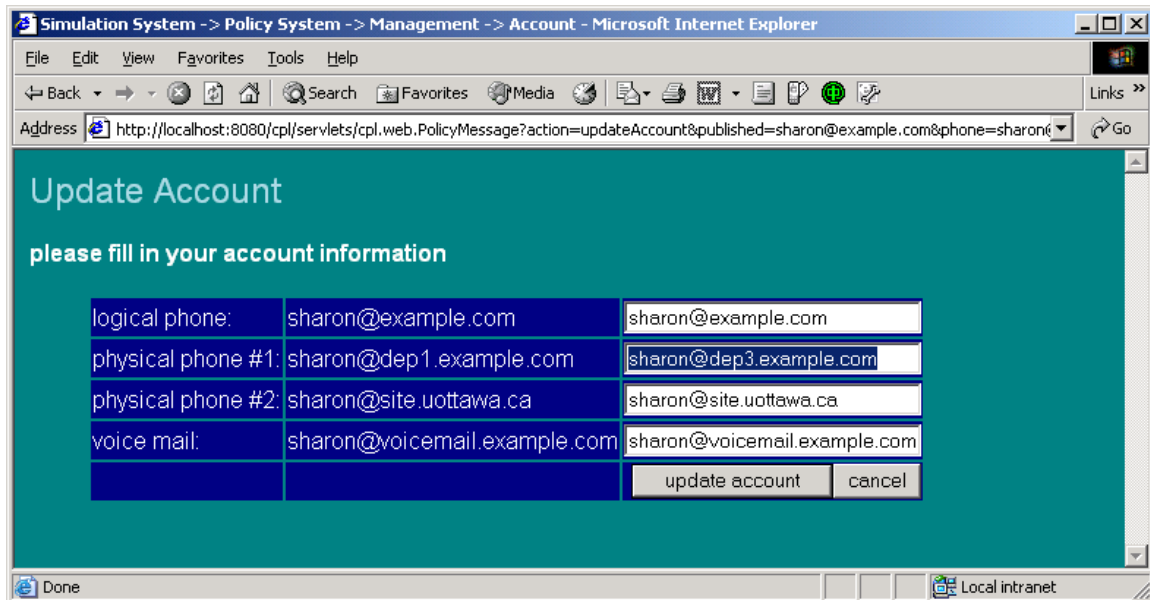 Simulation System -> Policy System -> Management -> Account - Microsoft Internet Explorer
File Edit View Favorites Tools Help
Back Search Favorites Media Links »
Address http://localhost:8080/cpl/servlets/cpl.web.PolicyMessage?action=updateAccount&published=sharon@example.com&phone=sharon Go
Update Account
please fill in your account information
logical phone: sharon@example.com sharon@example.com
physical phone #1: sharon@dep1.example.com sharon@dep3.example.com
physical phone #2: sharon@site.uottawa.ca sharon@site.uottawa.ca
voice mail: sharon@voicemail.example.com sharon@voicemail.example.com
update account cancel
Done Local intranet